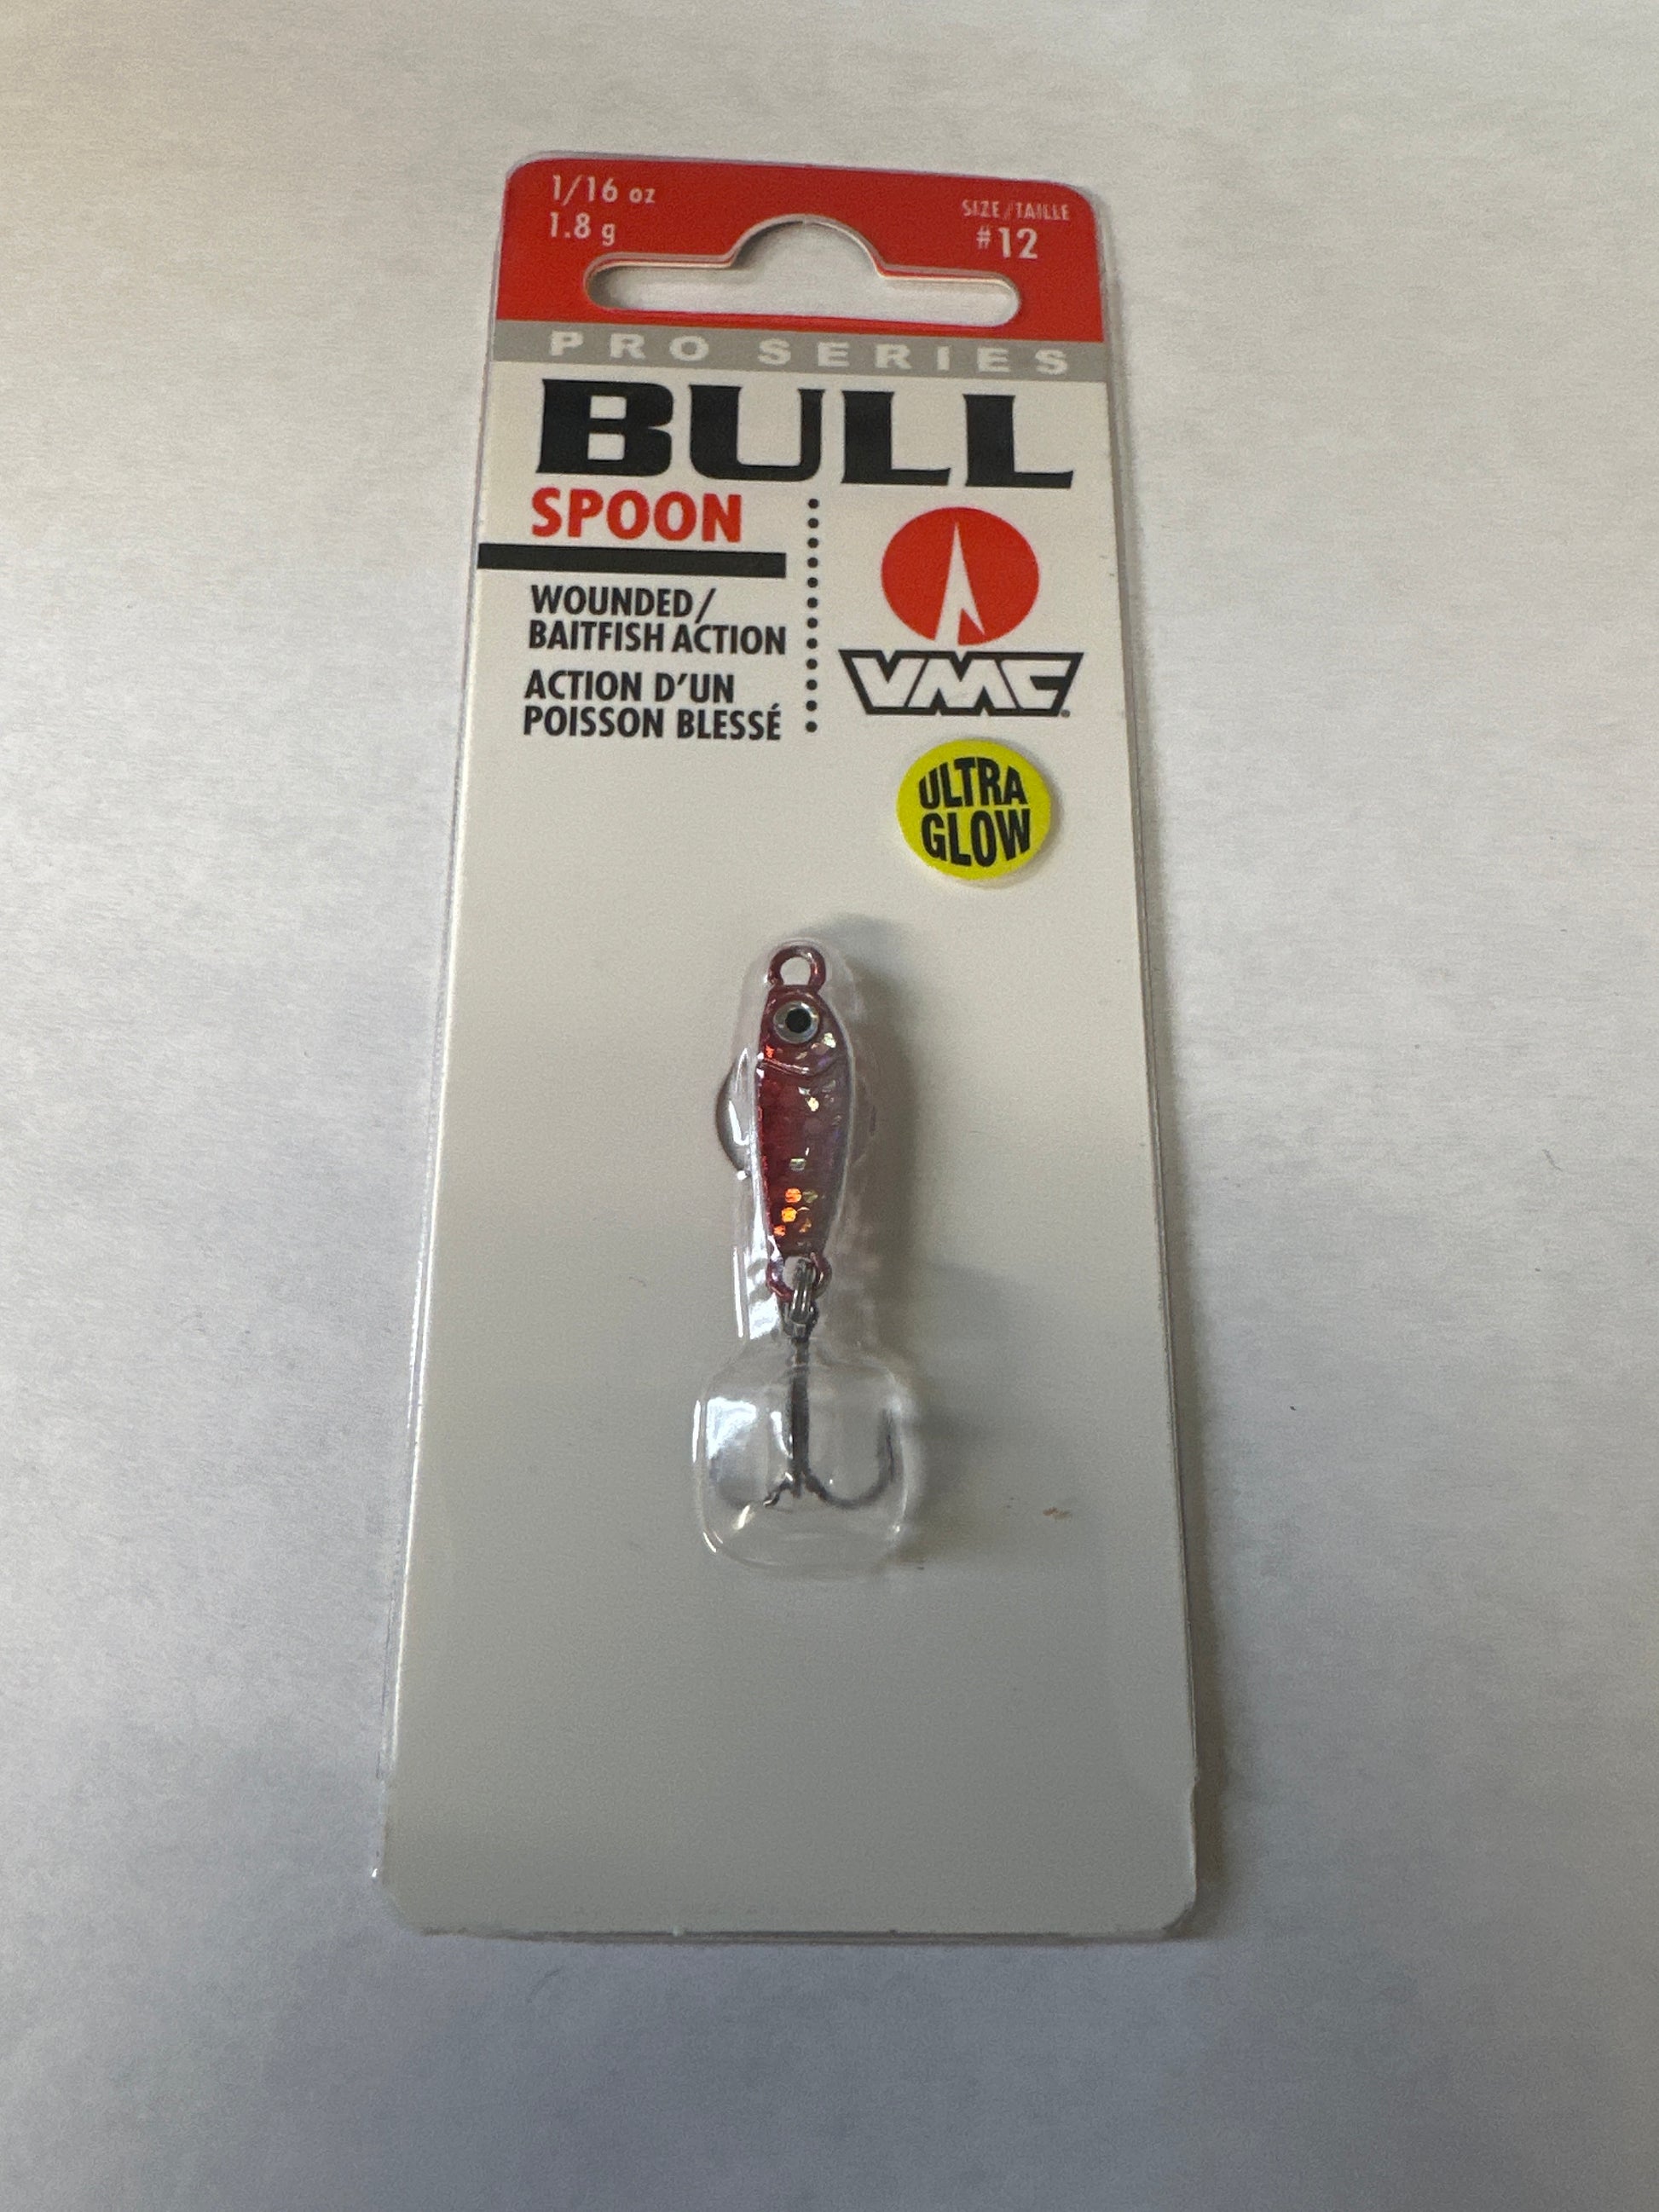 1/16 oz
1.8 g
SIZE/TAILLE
#12
PRO SERIES
BULL
SPOON
WOUNDED/
BAITFISH ACTION
ACTION D'UN
POISSON BLESSÉ
VMC
ULTRA
GLOW